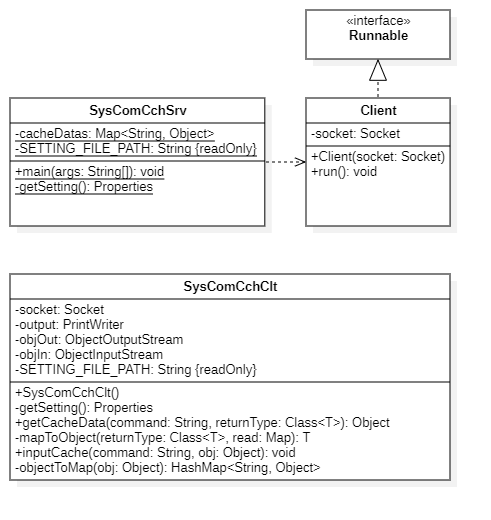 «interface»
Runnable
SysComCchSrv
-cacheDatas: Map<String, Object>
-SETTING_FILE_PATH: String {readOnly}
+main(args: String[]): void
-getSetting(): Properties
Client
-socket: Socket
+Client(socket: Socket)
+run(): void
SysComCchClt
-socket: Socket
-output: PrintWriter
-objOut: ObjectOutputStream
-objIn: ObjectInputStream
-SETTING_FILE_PATH: String {readOnly}
+SysComCchClt()
-getSetting(): Properties
+getCacheData(command: String, returnType: Class<T>): Object
-mapToObject(returnType: Class<T>, read: Map): T
+inputCache(command: String, obj: Object): void
-objectToMap(obj: Object): HashMap<String, Object>